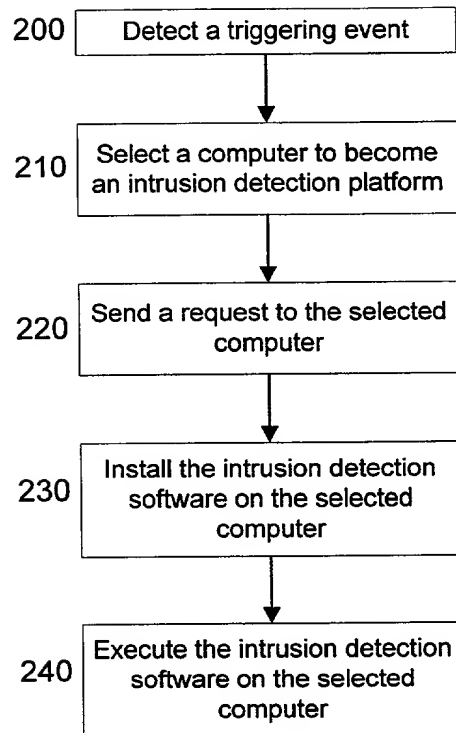 200
Detect a triggering event
210
Select a computer to become
an intrusion detection platform
220
Send a request to the selected
computer
230
Install the intrusion detection
software on the selected
computer
240
Execute the intrusion detection
software on the selected
computer